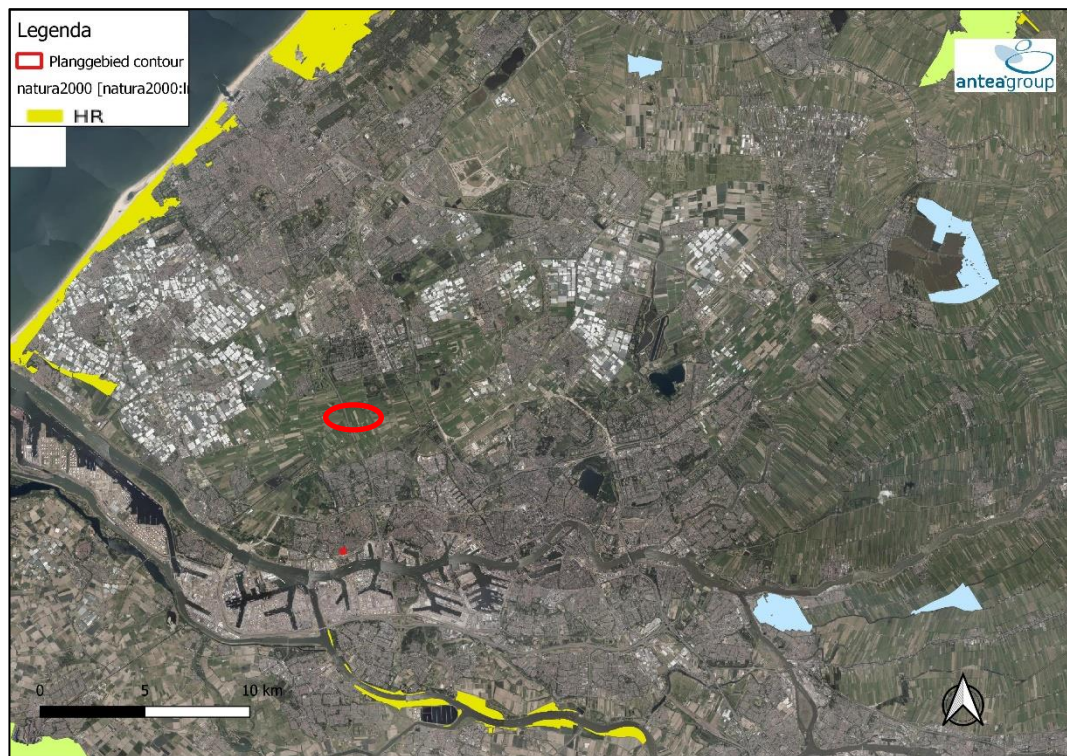 Legenda
Planggebied contour
natura2000 [natura2000:l
HR
anteagroup
0 5 10 km